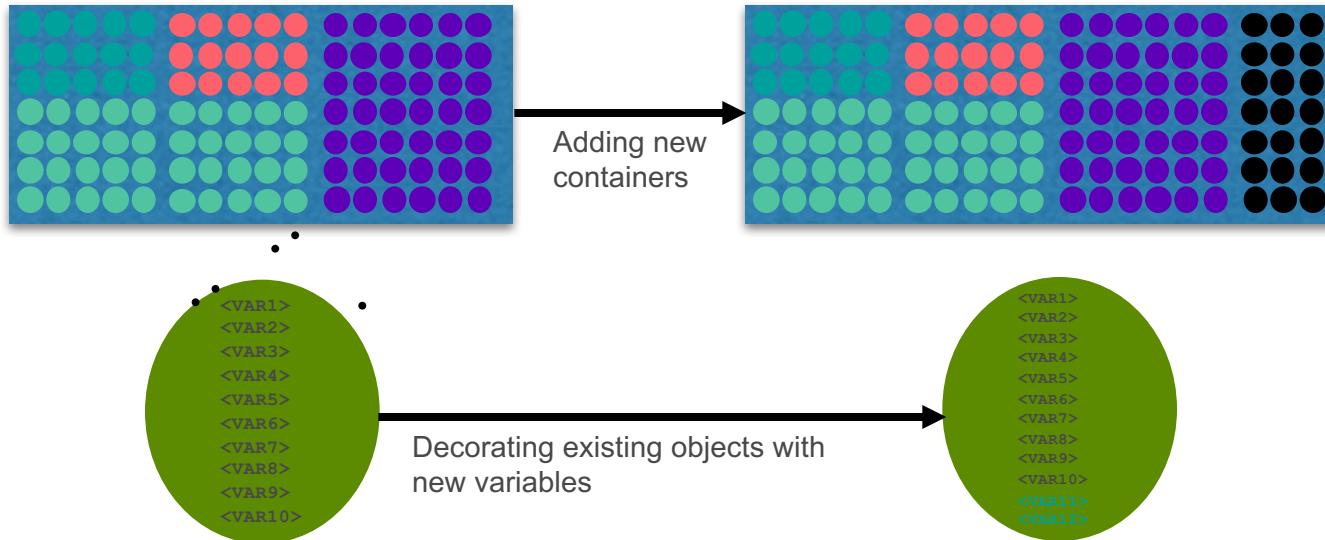 Adding new
containers
<VAR1>
<VAR2>
<VAR3>
<VAR4>
<VAR5>
<VAR6>
<VAR7>
<VAR8>
<VAR9>
<VAR10>
Decorating existing objects with
new variables
<VAR1>
<VAR2>
<VAR3>
<VAR4>
<VAR5>
<VAR6>
<VAR7>
<VAR8>
<VAR9>
<VAR10>
<VAR11>
<VAR12>